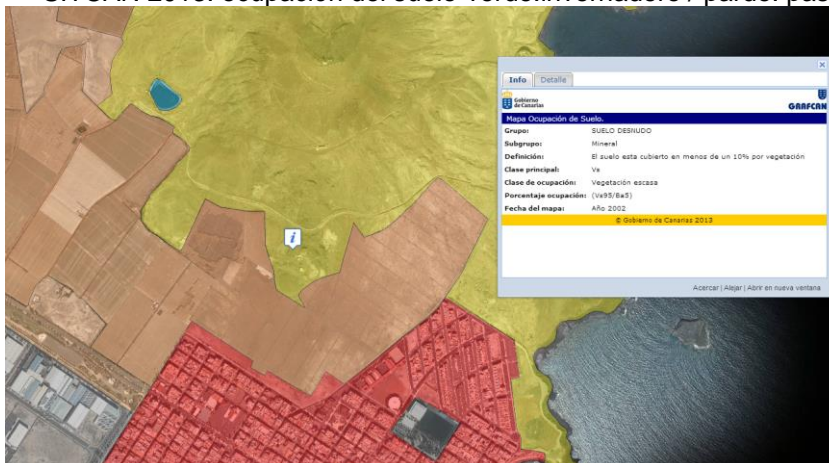 Info Detalle
Gobierno de Canarias GRAFCAN
Mapa Ocupación de Suelo.
Grupo: SUELO DESNUDO
Subgrupo: Mineral
Definición: El suelo esta cubierto en menos de un 10% por vegetación
Clase principal: Va
Clase de ocupación: Vegetación escasa
Porcentaje ocupación: (Va95/Ba5)
Fecha del mapa: Año 2002
© Gobierno de Canarias 2013
Acercar | Alejar | Abrir en nueva ventana